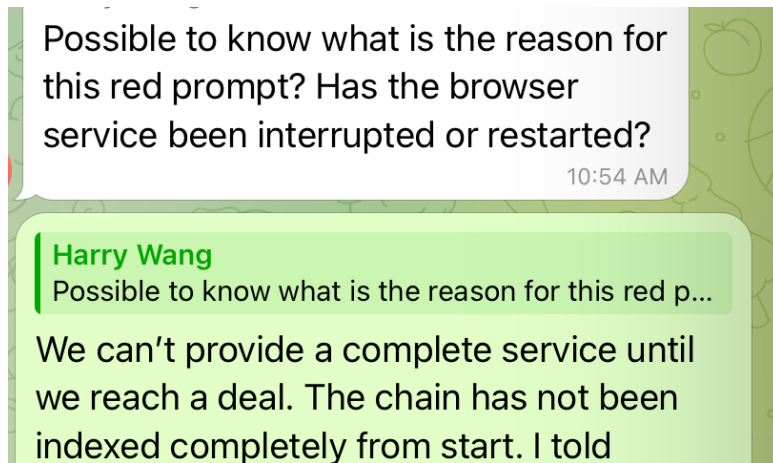 Possible to know what is the reason for
this red prompt? Has the browser
service been interrupted or restarted?
10:54 AM
Harry Wang
Possible to know what is the reason for this red p...
We can’t provide a complete service until
we reach a deal. The chain has not been
indexed completely from start. I told